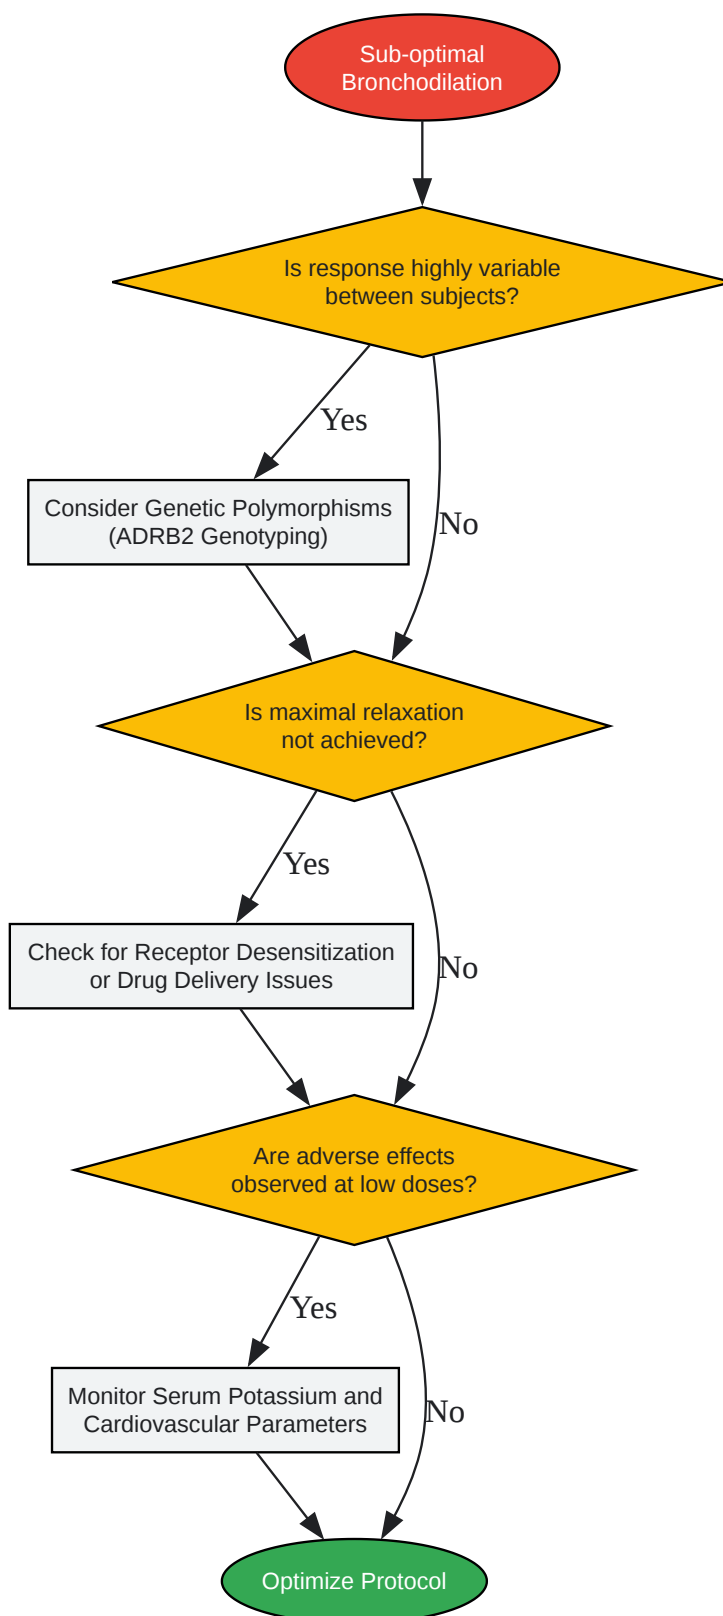 Sub-optimal
Bronchodilation
Is response highly variable
between subjects?
Yes
Consider Genetic Polymorphisms
(ADRB2 Genotyping)
No
Is maximal relaxation
not achieved?
Yes
Check for Receptor Desensitization
or Drug Delivery Issues
No
Are adverse effects
observed at low doses?
Yes
Monitor Serum Potassium and
Cardiovascular Parameters
No
Optimize Protocol